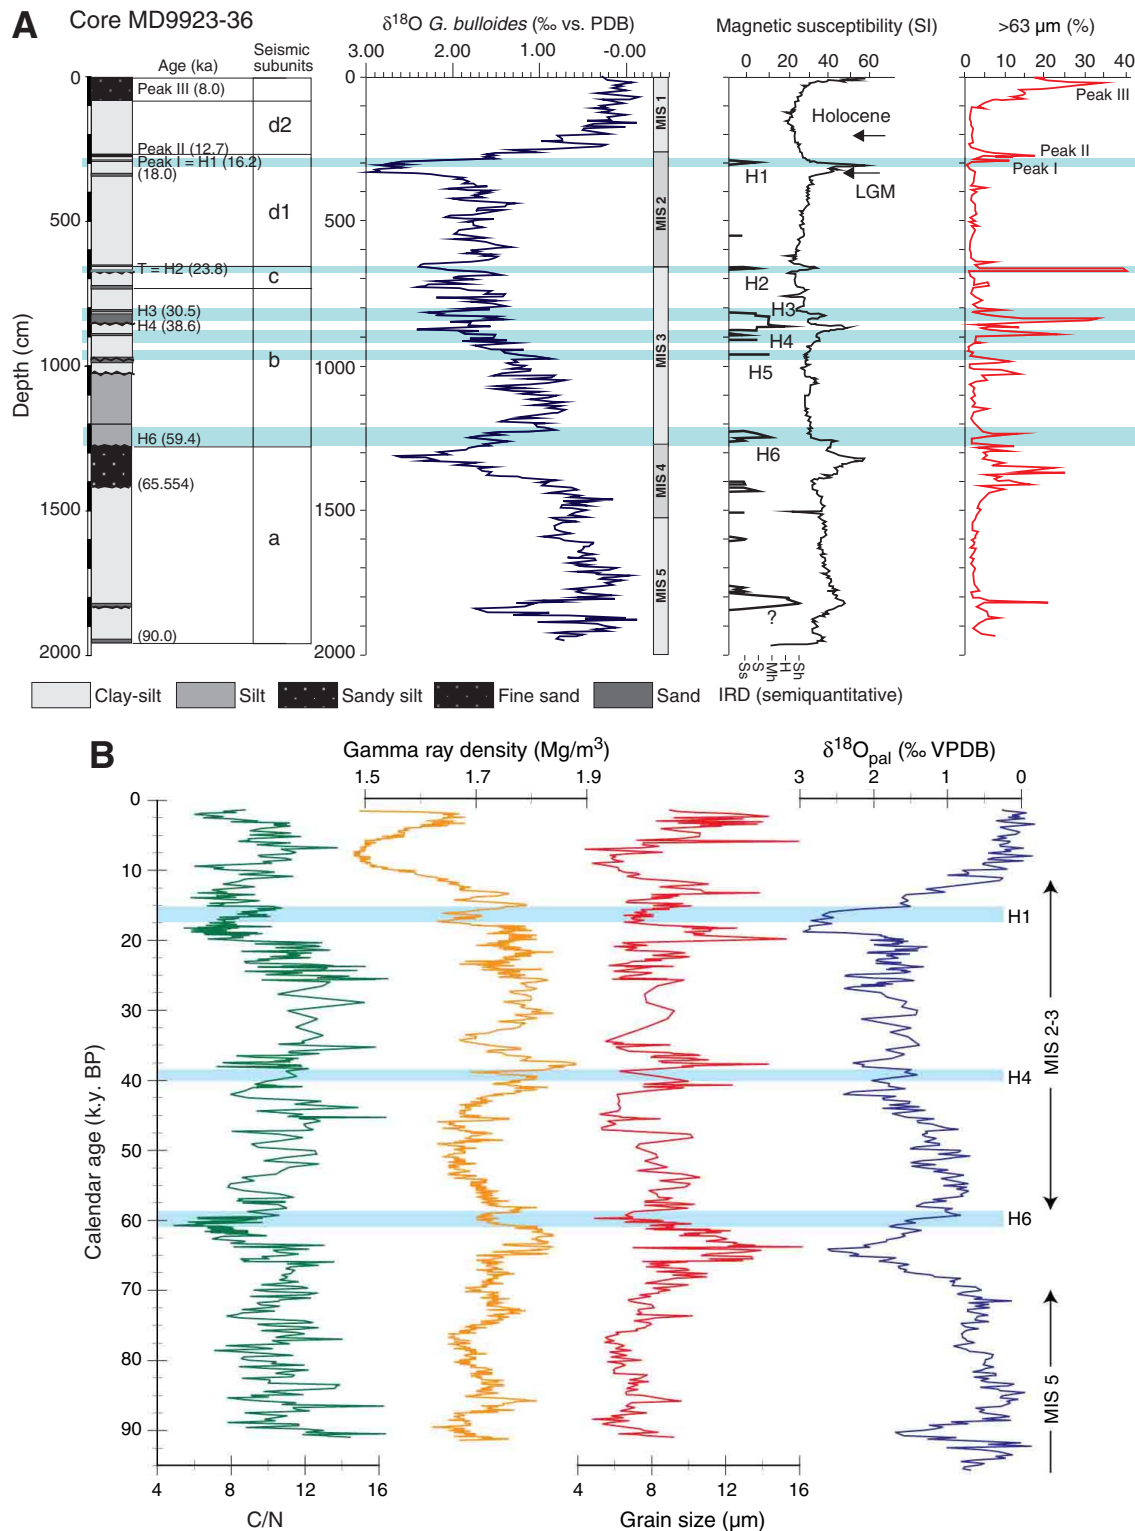 A
Core MD9923-36
δ18O G. bulloides (‰ vs. PDB)
Magnetic susceptibility (SI)
>63 µm (%)
Age (ka)
Seismic subunits
3.00 2.00 1.00 -0.00
0 20 40 60
0 10 20 30 40
Depth (cm)
0
500
1000
1500
2000
Peak III (8.0)
Peak II (12.7)
Peak I = H1 (16.2)
(18.0)
T = H2 (23.8)
H3 (30.5)
H4 (38.6)
H6 (59.4)
(65.554)
(90.0)
d2
d1
c
b
a
0
500
1000
1500
2000
MIS 1
MIS 2
MIS 3
MIS 4
MIS 5
Holocene
LGM
H1
H2
H3
H4
H5
H6
?
Ss
S
Mh
H
Sh
Peak III
Peak II
Peak I
Clay-silt
Silt
Sandy silt
Fine sand
Sand
IRD (semiquantitative)
B
Gamma ray density (Mg/m3)
δ18Opal (‰ VPDB)
1.5 1.7 1.9
3 2 1 0
Calendar age (k.y. BP)
0
10
20
30
40
50
60
70
80
90
H1
H4
H6
MIS 2-3
MIS 5
4 8 12 16
4 8 12 16
C/N
Grain size (µm)